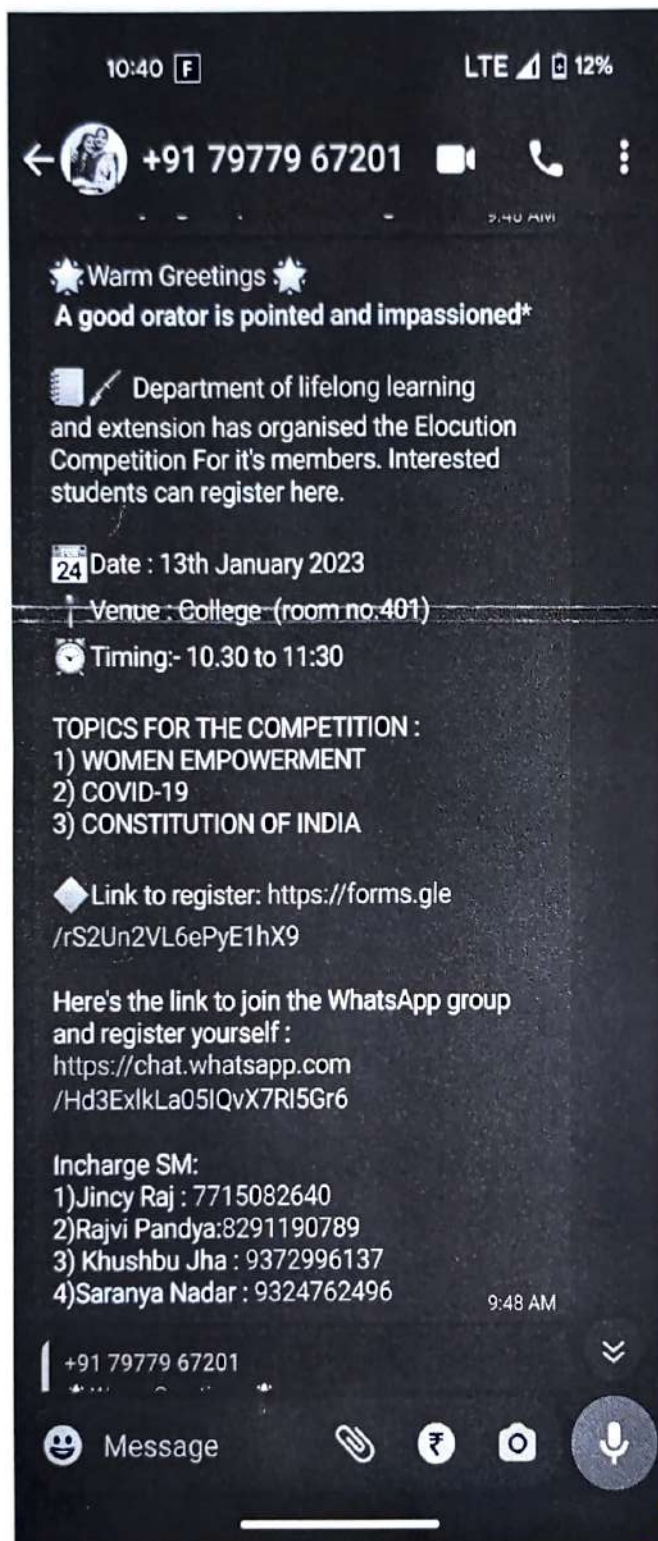 10:40 F LTE 12%
+91 79779 67201
9:40 AM
Warm Greetings
A good orator is pointed and impassioned*
Department of lifelong learning
and extension has organised the Elocution
Competition For it's members. Interested
students can register here.
24 Date : 13th January 2023
Venue : College (room no.401)
Timing:- 10.30 to 11:30
TOPICS FOR THE COMPETITION :
1) WOMEN EMPOWERMENT
2) COVID-19
3) CONSTITUTION OF INDIA
Link to register: https://forms.gle
/rS2Un2VL6ePyE1hX9
Here's the link to join the WhatsApp group
and register yourself :
https://chat.whatsapp.com
/Hd3ExlkLa05IQvX7RI5Gr6
Incharge SM:
1)Jincy Raj : 7715082640
2)Rajvi Pandya:8291190789
3) Khushbu Jha : 9372996137
4)Saranya Nadar : 9324762496
9:48 AM
+91 79779 67201
Message ₹